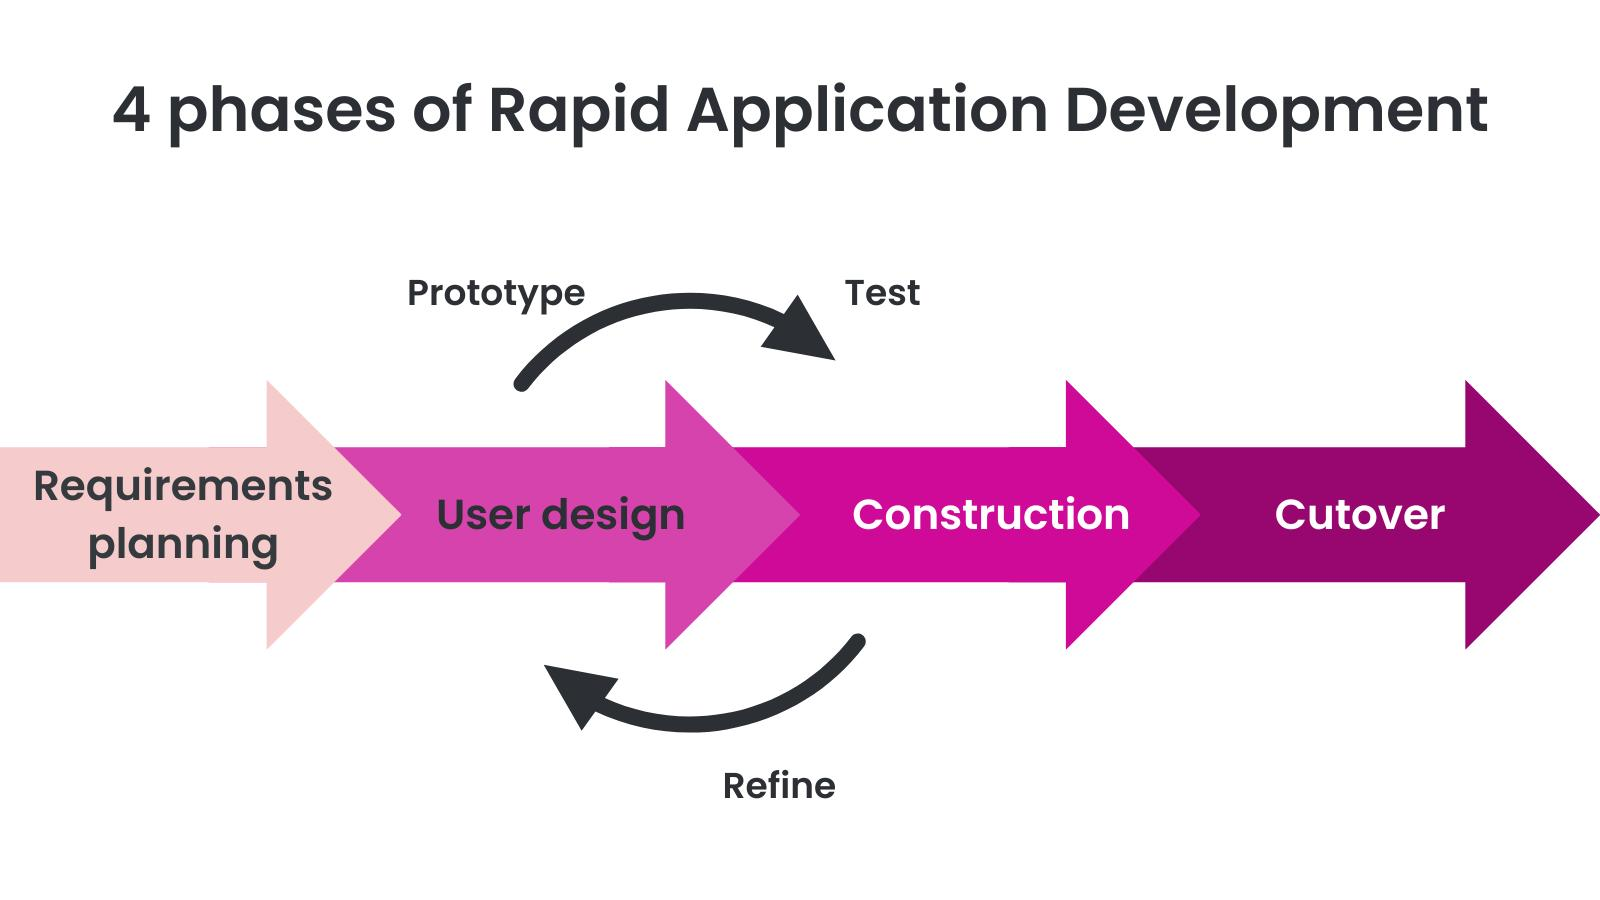 4 phases of Rapid Application Development
Prototype
Test
Requirements
planning
User design
Construction
Cutover
Refine